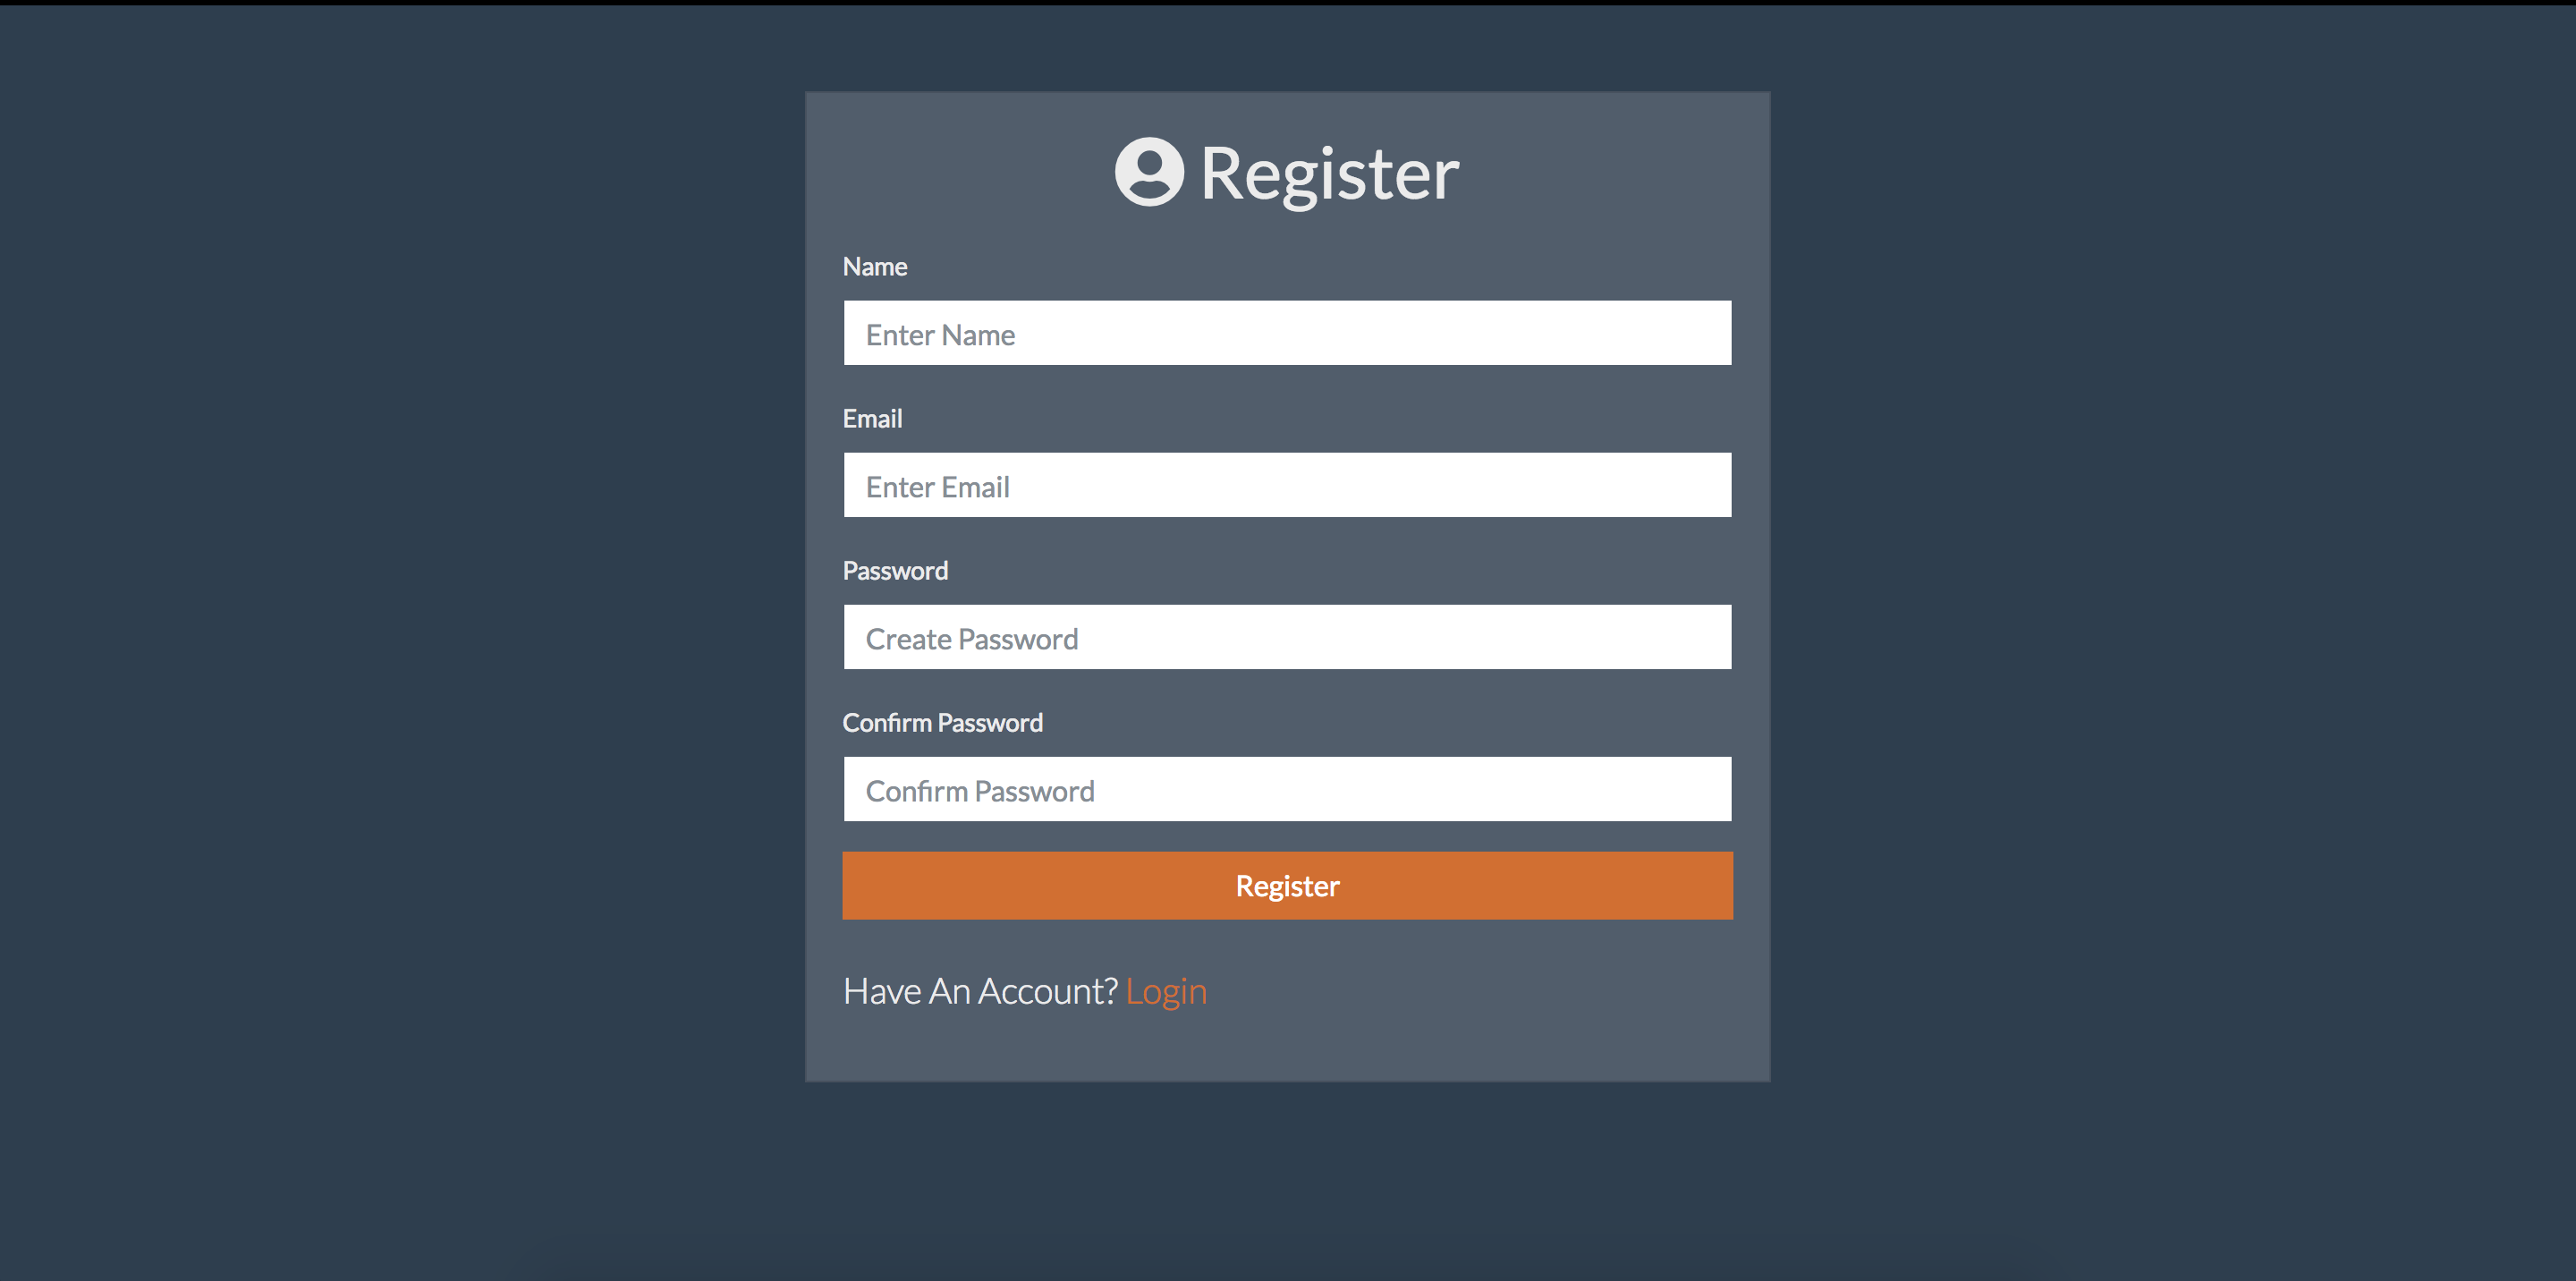 Register
Name
Enter Name
Email
Enter Email
Password
Create Password
Confirm Password
Confirm Password
Register
Have An Account? Login